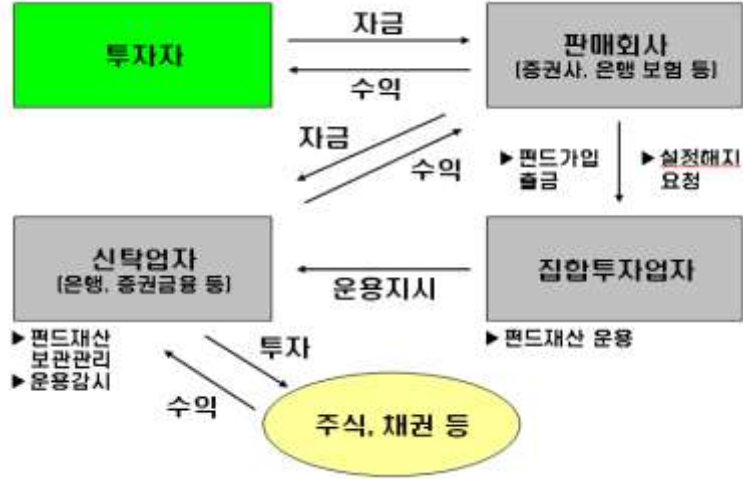 투자자
자금
수익
판매회사
(증권사, 은행 보험 등)
자금
수익
▶ 펀드가입
출금
▶ 설정해지
요청
신탁업자
(은행, 증권금융 등)
운용지시
집합투자업자
▶ 펀드재산
보관관리
▶ 운용감시
▶ 펀드재산 운용
투자
수익
주식, 채권 등